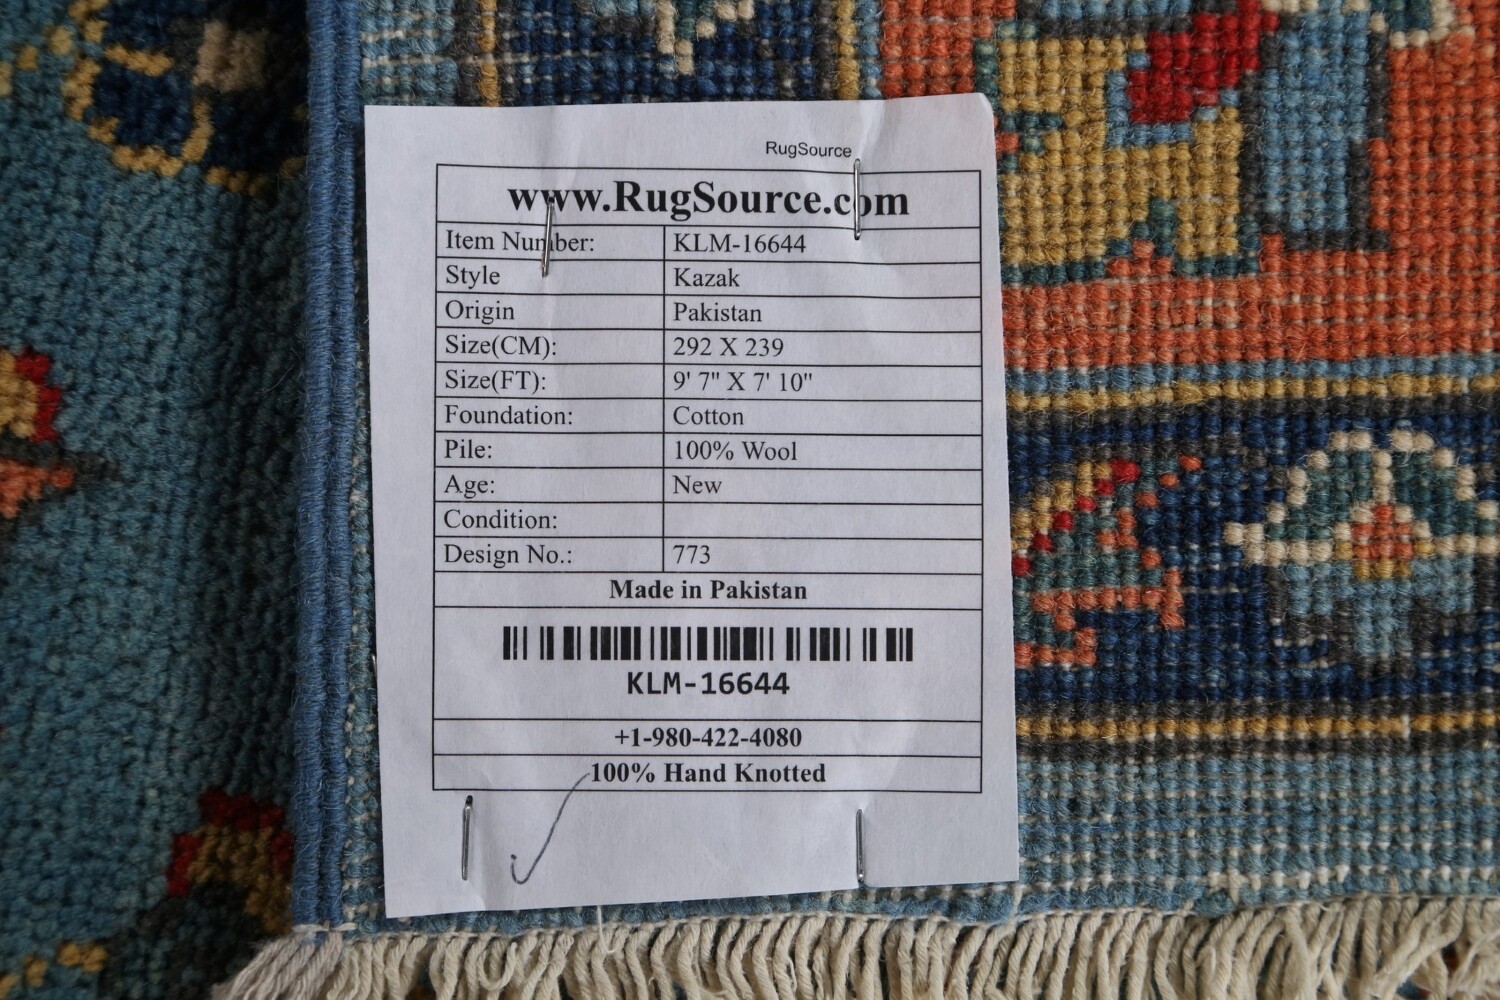 RugSource
www.RugSource.com
Item Number: KLM-16644
Style Kazak
Origin Pakistan
Size(CM): 292 X 239
Size(FT): 9' 7" X 7' 10"
Foundation: Cotton
Pile: 100% Wool
Age: New
Condition:
Design No.: 773
Made in Pakistan
KLM-16644
+1-980-422-4080
100% Hand Knotted